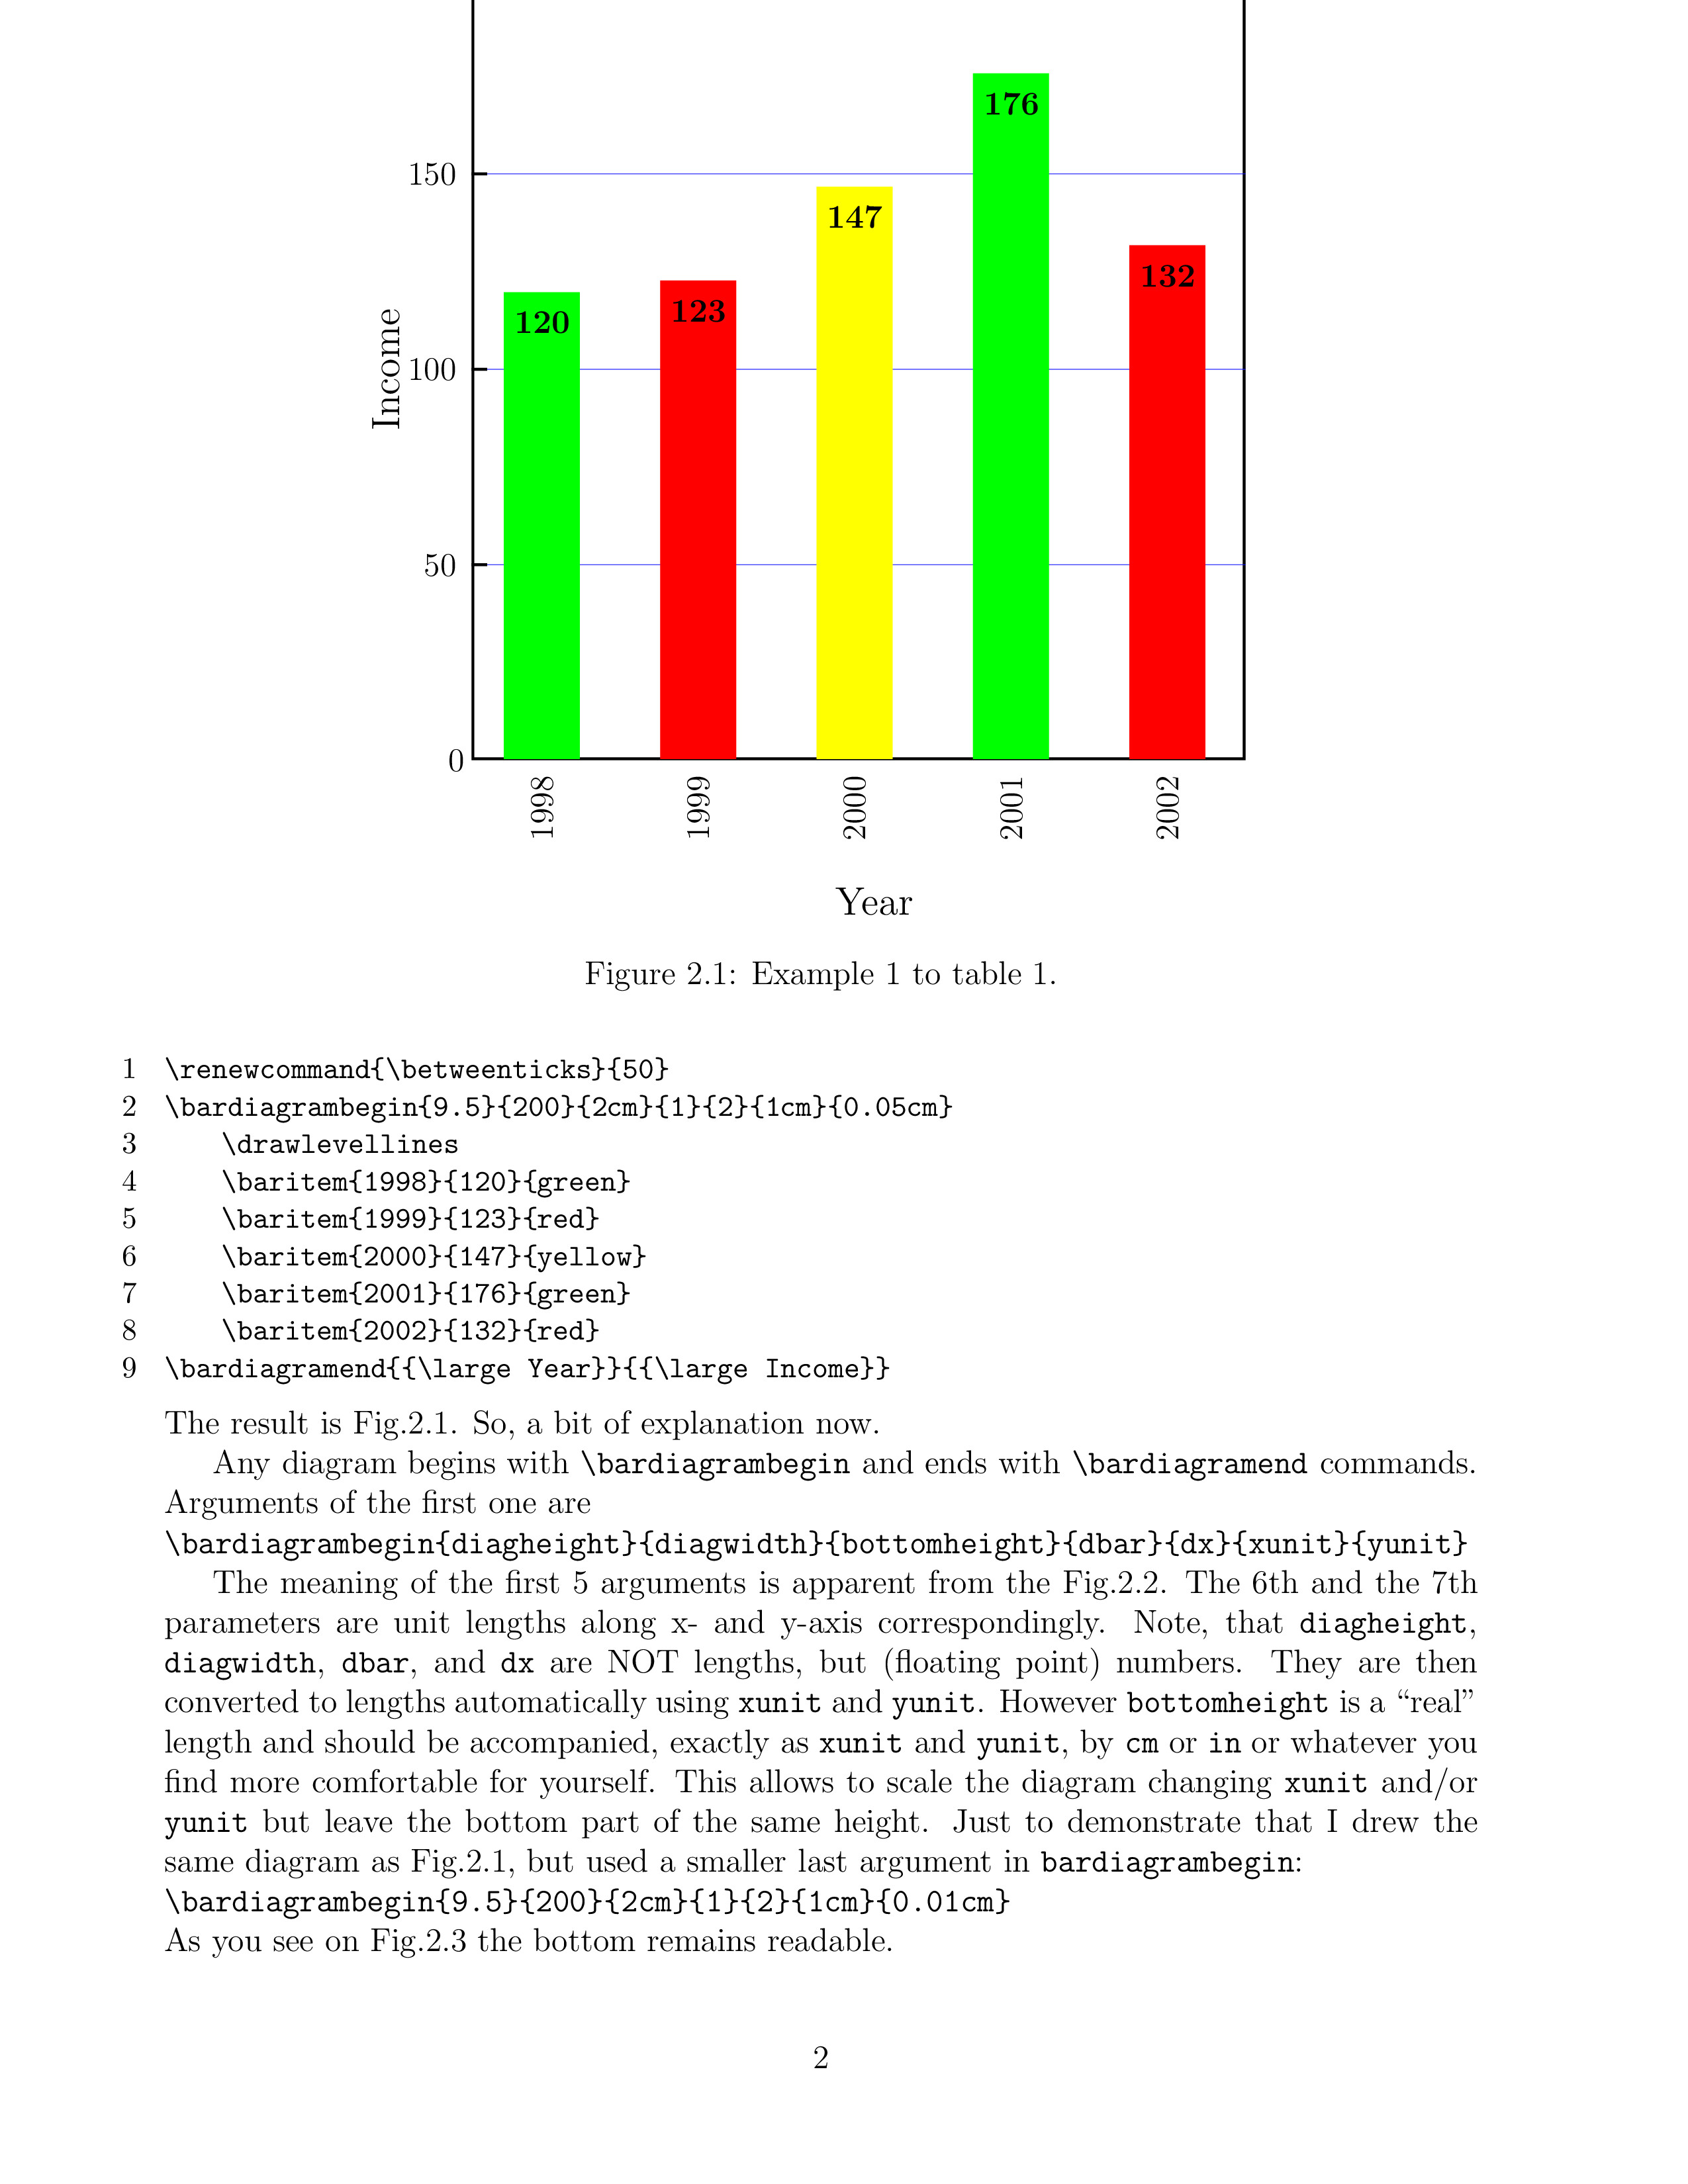 176
150
147
132
123
120
Income
100
50
0
1998
1999
2000
2001
2002
Year
Figure 2.1: Example 1 to table 1.
1 \renewcommand{\betweenticks}{50}
2 \bardiagrambegin{9.5}{200}{2cm}{1}{2}{1cm}{0.05cm}
3 \drawlevellines
4 \baritem{1998}{120}{green}
5 \baritem{1999}{123}{red}
6 \baritem{2000}{147}{yellow}
7 \baritem{2001}{176}{green}
8 \baritem{2002}{132}{red}
9 \bardiagramend{{\large Year}}{{\large Income}}
The result is Fig.2.1. So, a bit of explanation now.
Any diagram begins with \bardiagrambegin and ends with \bardiagramend commands.
Arguments of the first one are
\bardiagrambegin{diagheight}{diagwidth}{bottomheight}{dbar}{dx}{xunit}{yunit}
The meaning of the first 5 arguments is apparent from the Fig.2.2. The 6th and the 7th
parameters are unit lengths along x- and y-axis correspondingly. Note, that diagheight,
diagwidth, dbar, and dx are NOT lengths, but (floating point) numbers. They are then
converted to lengths automatically using xunit and yunit. However bottomheight is a “real”
length and should be accompanied, exactly as xunit and yunit, by cm or in or whatever you
find more comfortable for yourself. This allows to scale the diagram changing xunit and/or
yunit but leave the bottom part of the same height. Just to demonstrate that I drew the
same diagram as Fig.2.1, but used a smaller last argument in bardiagrambegin:
\bardiagrambegin{9.5}{200}{2cm}{1}{2}{1cm}{0.01cm}
As you see on Fig.2.3 the bottom remains readable.
2